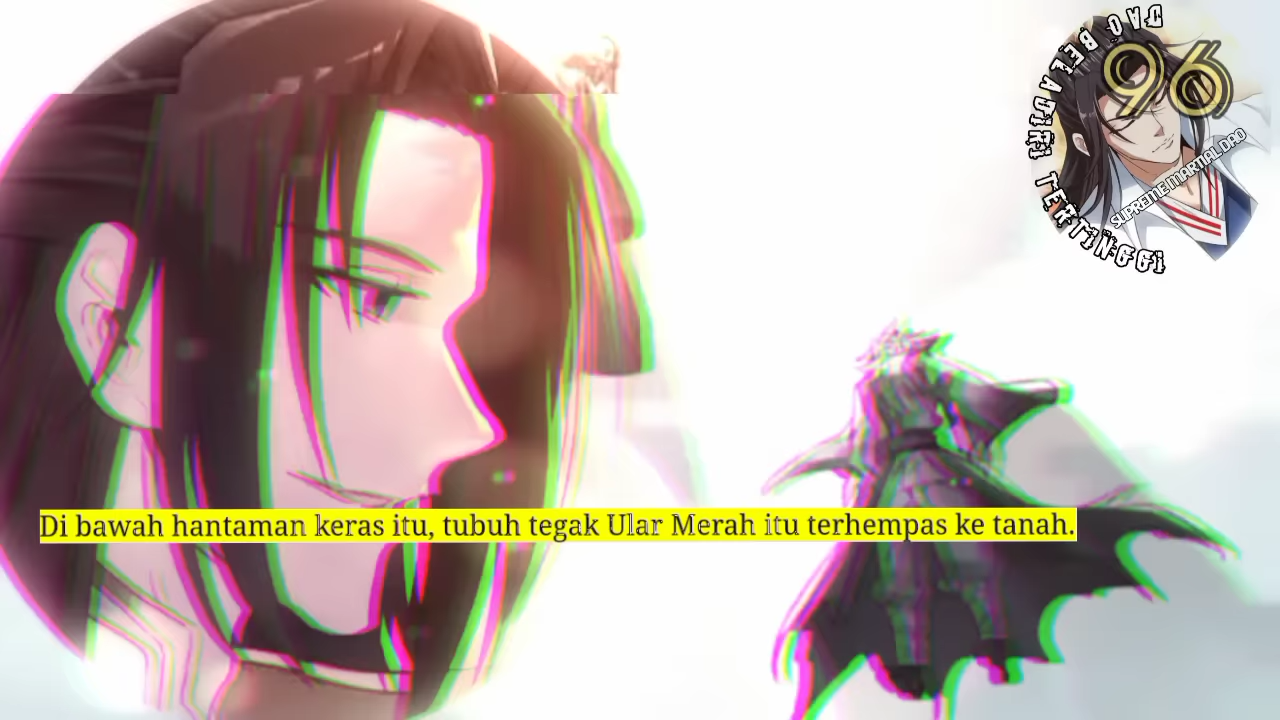 DAO BELADIRI TERTINGGI
96
SUPREME MARTIAL DAO
Di bawah hantaman keras itu, tubuh tegak Ular Merah itu terhempas ke tanah.